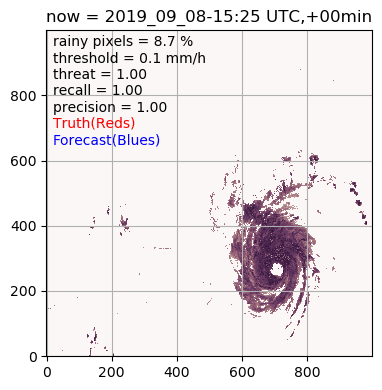 now = 2019_09_08-15:25 UTC,+00min
rainy pixels = 8.7 %
threshold = 0.1 mm/h
threat = 1.00
recall = 1.00
precision = 1.00
Truth(Reds)
Forecast(Blues)
800
600
400
200
0
0 200 400 600 800